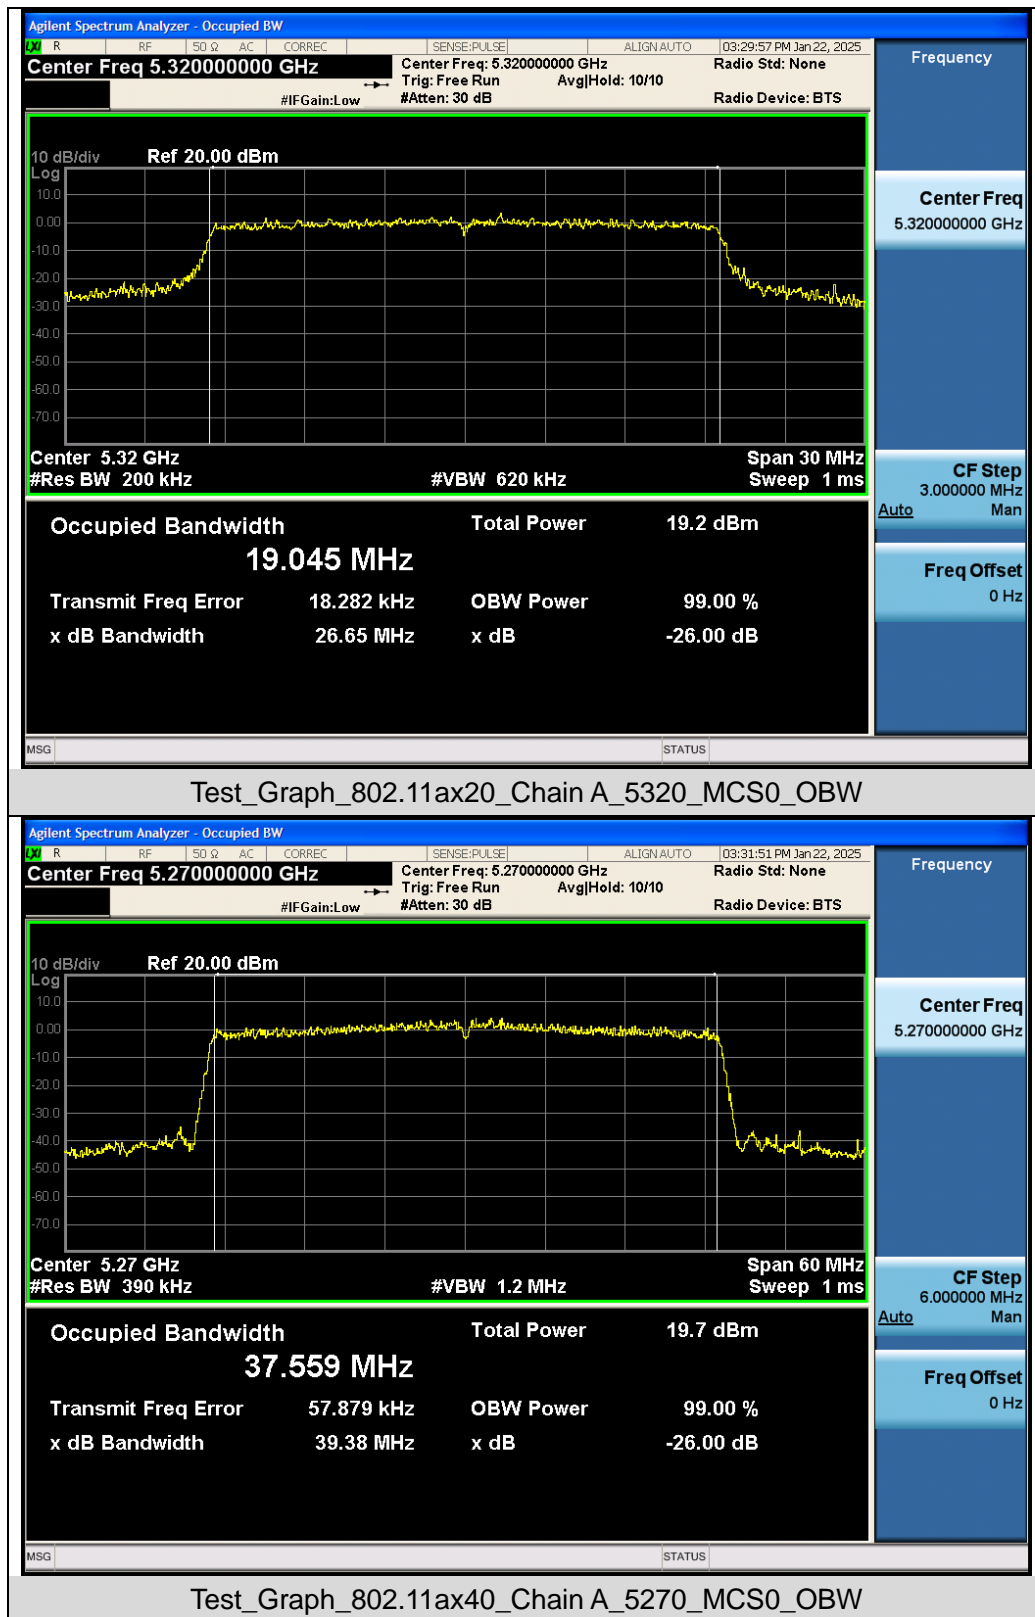 Agilent Spectrum Analyzer - Occupied BW
LXI R RF 50 Ω AC CORREC SENSE:PULSE ALIGN AUTO 03:29:57 PM Jan 22, 2025
Center Freq 5.320000000 GHz
Center Freq: 5.320000000 GHz
Radio Std: None
Trig: Free Run Avg|Hold: 10/10
#IFGain:Low
#Atten: 30 dB
Radio Device: BTS
Frequency
10 dB/div Ref 20.00 dBm
Log
10.0
0.00
-10.0
-20.0
-30.0
-40.0
-50.0
-60.0
-70.0
Center Freq
5.320000000 GHz
Center 5.32 GHz Span 30 MHz
#Res BW 200 kHz #VBW 620 kHz Sweep 1 ms
CF Step
3.000000 MHz
Auto Man
Occupied Bandwidth Total Power 19.2 dBm
19.045 MHz
Freq Offset
0 Hz
Transmit Freq Error 18.282 kHz OBW Power 99.00 %
x dB Bandwidth 26.65 MHz x dB -26.00 dB
MSG STATUS
Test_Graph_802.11ax20_Chain A_5320_MCS0_OBW
Agilent Spectrum Analyzer - Occupied BW
LXI R RF 50 Ω AC CORREC SENSE:PULSE ALIGN AUTO 03:31:51 PM Jan 22, 2025
Center Freq 5.270000000 GHz
Center Freq: 5.270000000 GHz
Radio Std: None
Trig: Free Run Avg|Hold: 10/10
#IFGain:Low
#Atten: 30 dB
Radio Device: BTS
Frequency
10 dB/div Ref 20.00 dBm
Log
10.0
0.00
-10.0
-20.0
-30.0
-40.0
-50.0
-60.0
-70.0
Center Freq
5.270000000 GHz
Center 5.27 GHz Span 60 MHz
#Res BW 390 kHz #VBW 1.2 MHz Sweep 1 ms
CF Step
6.000000 MHz
Auto Man
Occupied Bandwidth Total Power 19.7 dBm
37.559 MHz
Freq Offset
0 Hz
Transmit Freq Error 57.879 kHz OBW Power 99.00 %
x dB Bandwidth 39.38 MHz x dB -26.00 dB
MSG STATUS
Test_Graph_802.11ax40_Chain A_5270_MCS0_OBW